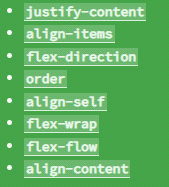 justify-content
align-items
flex-direction
order
align-self
flex-wrap
flex-flow
align-content